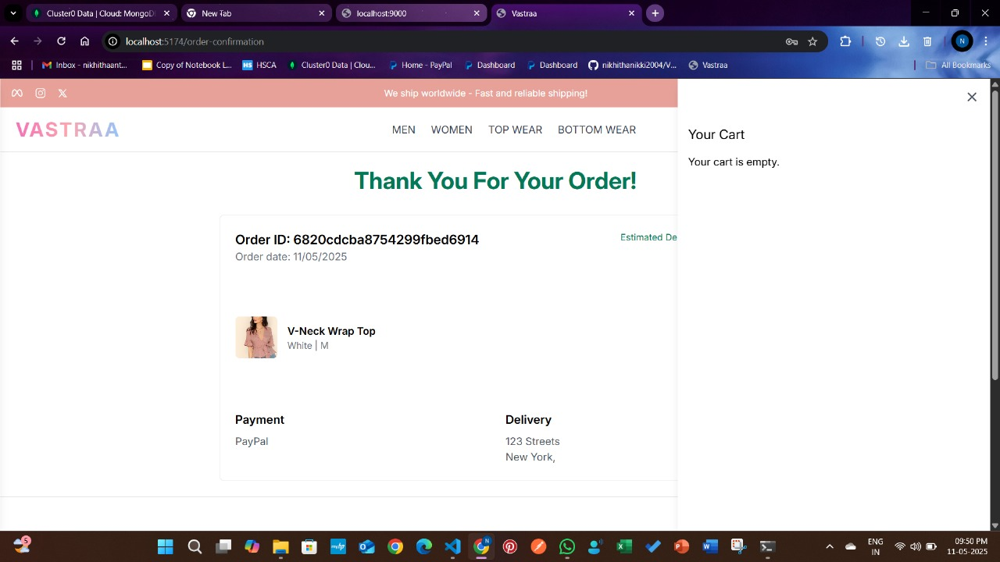 Cluster0 Data | Cloud: MongoD
New Tab
localhost:9000
Vastraa
localhost:5174/order-confirmation
N
Inbox - nikhithaant...
Copy of Notebook L...
HS
HSCA
Cluster0 Data | Clou...
Home - PayPal
Dashboard
Dashboard
nikhithanikki2004/V...
Vastraa
All Bookmarks
We ship worldwide - Fast and reliable shipping!
VASTRAA
MEN
WOMEN
TOP WEAR
BOTTOM WEAR
Thank You For Your Order!
Order ID: 6820cdcba8754299fbed6914
Estimated De
Order date: 11/05/2025
V-Neck Wrap Top
White | M
Payment
PayPal
Delivery
123 Streets
New York,
Your Cart
Your cart is empty.
5
N
ENG
IN
09:50 PM
11-05-2025